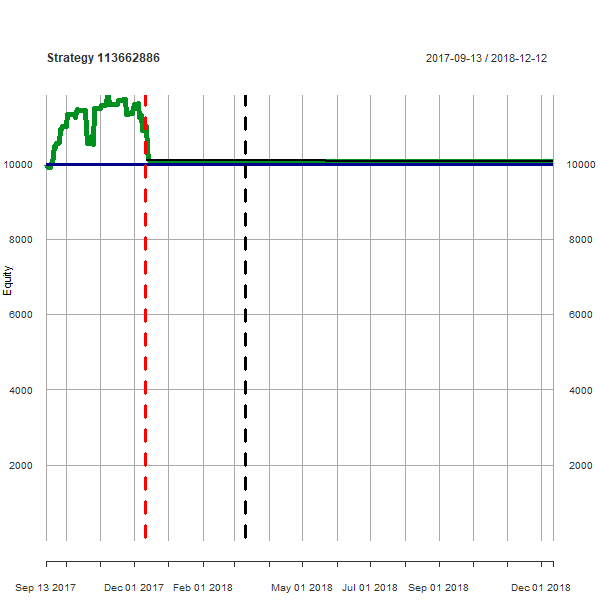 Strategy 113662886
2017-09-13 / 2018-12-12
10000
10000
8000
8000
Equity
6000
6000
4000
4000
2000
2000
Sep 13 2017
Dec 01 2017
Feb 01 2018
May 01 2018
Jul 01 2018
Sep 01 2018
Dec 01 2018